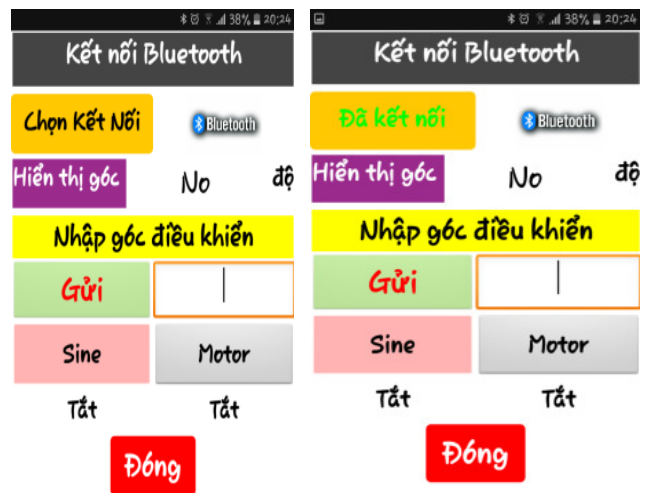 38% 20:24
Kết nối Bluetooth
Chọn Kết Nối Bluetooth
Hiển thị góc No độ
Nhập góc điều khiển
Gửi
Sine Motor
Tắt Tắt
Đóng
38% 20:24
Kết nối Bluetooth
Đã kết nối Bluetooth
Hiển thị góc No độ
Nhập góc điều khiển
Gửi
Sine Motor
Tắt Tắt
Đóng